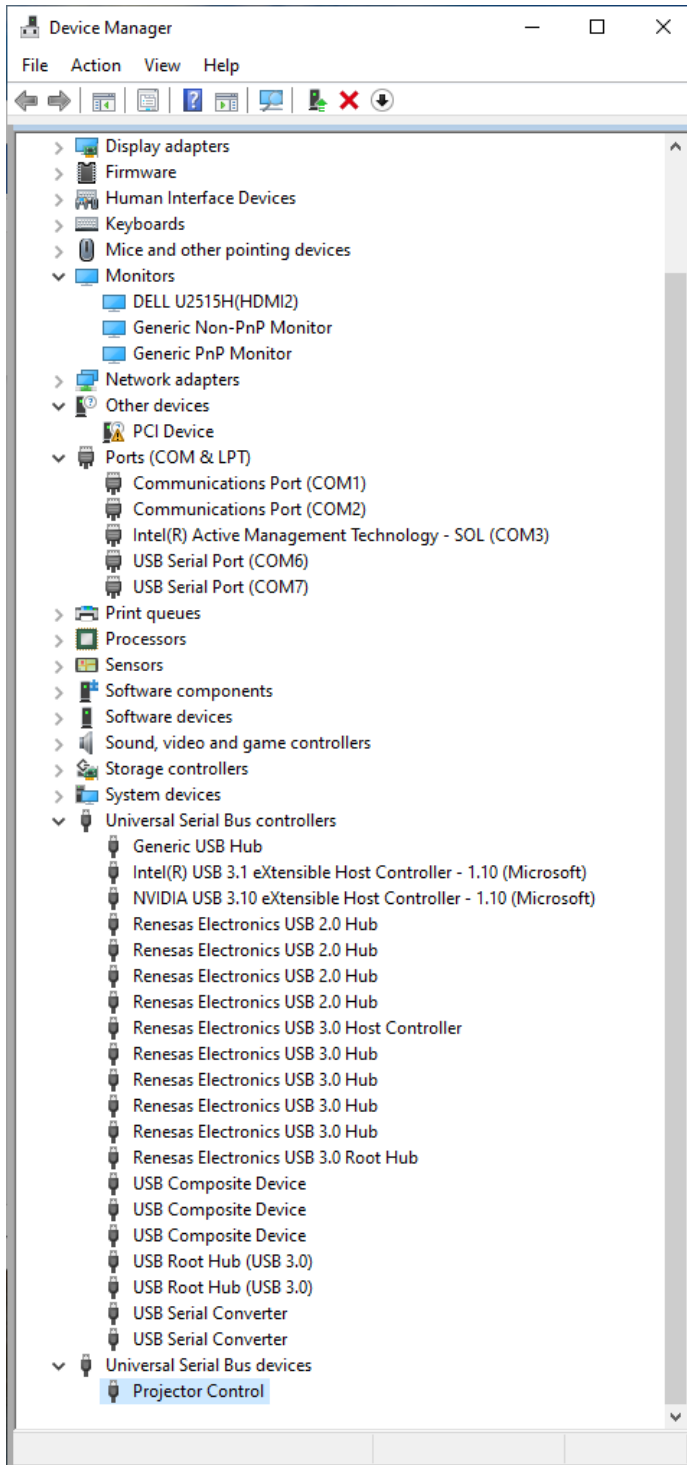 Device Manager
File Action View Help
Display adapters
Firmware
Human Interface Devices
Keyboards
Mice and other pointing devices
Monitors
DELL U2515H(HDMI2)
Generic Non-PnP Monitor
Generic PnP Monitor
Network adapters
Other devices
PCI Device
Ports (COM & LPT)
Communications Port (COM1)
Communications Port (COM2)
Intel(R) Active Management Technology - SOL (COM3)
USB Serial Port (COM6)
USB Serial Port (COM7)
Print queues
Processors
Sensors
Software components
Software devices
Sound, video and game controllers
Storage controllers
System devices
Universal Serial Bus controllers
Generic USB Hub
Intel(R) USB 3.1 eXtensible Host Controller - 1.10 (Microsoft)
NVIDIA USB 3.10 eXtensible Host Controller - 1.10 (Microsoft)
Renesas Electronics USB 2.0 Hub
Renesas Electronics USB 2.0 Hub
Renesas Electronics USB 2.0 Hub
Renesas Electronics USB 2.0 Hub
Renesas Electronics USB 3.0 Host Controller
Renesas Electronics USB 3.0 Hub
Renesas Electronics USB 3.0 Hub
Renesas Electronics USB 3.0 Hub
Renesas Electronics USB 3.0 Hub
Renesas Electronics USB 3.0 Root Hub
USB Composite Device
USB Composite Device
USB Composite Device
USB Root Hub (USB 3.0)
USB Root Hub (USB 3.0)
USB Serial Converter
USB Serial Converter
Universal Serial Bus devices
Projector Control